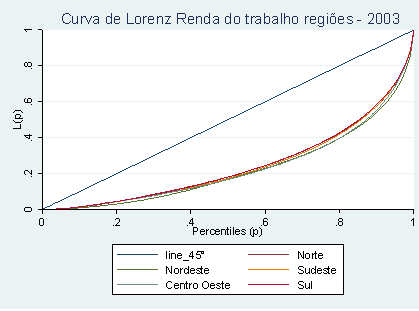 Curva de Lorenz Renda do trabalho regiões - 2003
L(p)
1
.8
.6
.4
.2
0
0 .2 .4 .6 .8 1
Percentiles (p)
line_45° Norte
Nordeste Sudeste
Centro Oeste Sul